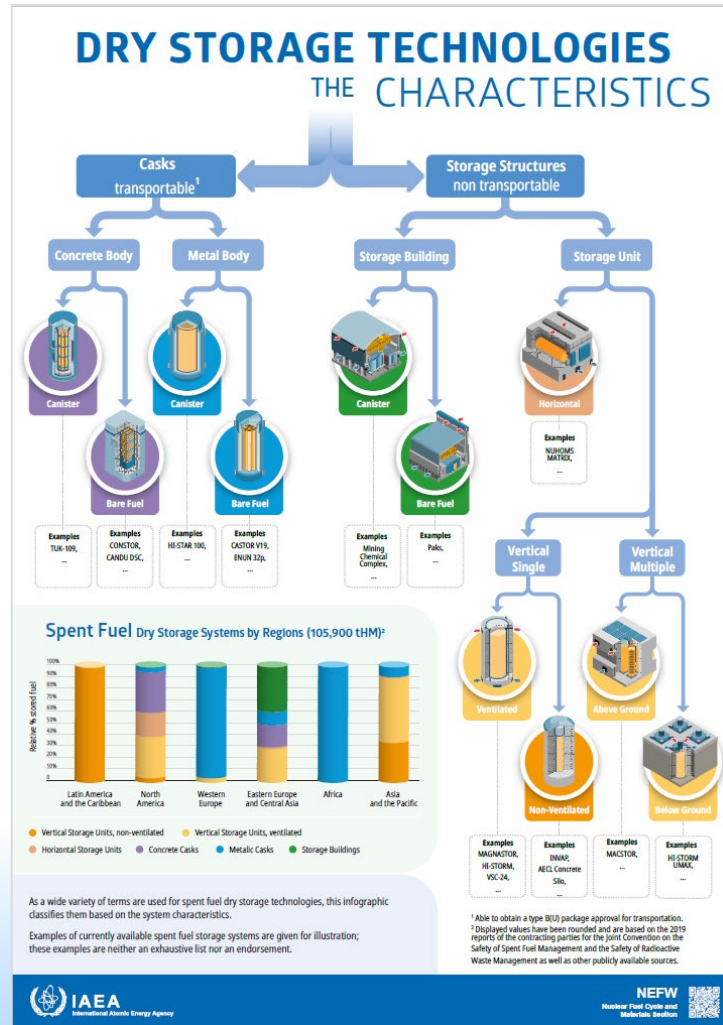 DRY STORAGE TECHNOLOGIES
THE CHARACTERISTICS
Casks
transportable¹
Storage Structures
non transportable
Concrete Body
Metal Body
Storage Building
Storage Unit
Canister
Canister
Canister
Horizontal
Bare Fuel
Bare Fuel
Bare Fuel
Examples
TUK-109,
...
Examples
CONSTOR,
CANDU DSC,
...
Examples
HI-STAR 100,
...
Examples
CASTOR V19,
ENUN 32p,
...
Examples
Mining
Chemical
Complex,
...
Examples
Paks,
...
Examples
NUHOMS
MATRIX,
...
Vertical
Single
Vertical
Multiple
Ventilated
Above Ground
Non-Ventilated
Below Ground
Examples
MAGNASTOR,
HI-STORM,
VSC-24,
...
Examples
INVAP,
AECL Concrete
Silo,
...
Examples
MACSTOR,
...
Examples
HI-STORM
UMAX,
...
Spent Fuel Dry Storage Systems by Regions (105,900 tHM)²
Relative % stored fuel
100%
90%
80%
70%
60%
50%
40%
30%
20%
10%
0
Latin America
and the Caribbean
North
America
Western
Europe
Eastern Europe
and Central Asia
Africa
Asia
and the Pacific
Vertical Storage Units, non-ventilated
Vertical Storage Units, ventilated
Horizontal Storage Units
Concrete Casks
Metalic Casks
Storage Buildings
As a wide variety of terms are used for spent fuel dry storage technologies, this infographic
classifies them based on the system characteristics.
Examples of currently available spent fuel storage systems are given for illustration;
these examples are neither an exhaustive list nor an endorsement.
¹ Able to obtain a type B(U) package approval for transportation.
² Displayed values have been rounded and are based on the 2019
reports of the contracting parties for the Joint Convention on the
Safety of Spent Fuel Management and the Safety of Radioactive
Waste Management as well as other publicly available sources.
IAEA
International Atomic Energy Agency
NEFW
Nuclear Fuel Cycle and
Materials Section